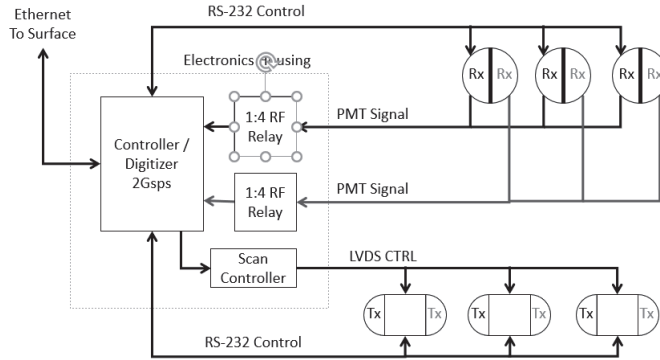 Ethernet
To Surface
RS-232 Control
Electronics
Rx
Rx
Rx
Rx
Rx
Rx
1:4 RF
Relay
PMT Signal
Controller /
Digitizer
2Gsps
1:4 RF
Relay
PMT Signal
Scan
Controller
LVDS CTRL
Tx
Tx
Tx
Tx
Tx
Tx
RS-232 Control